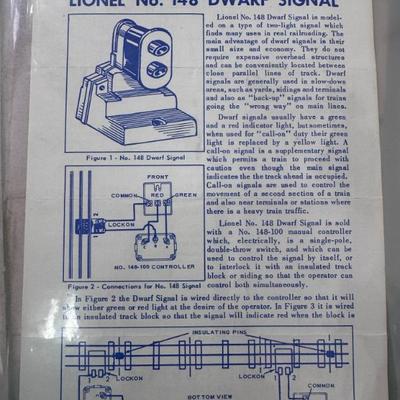 LIONEL No. 148 DWARF SIGNAL
Lionel No. 148 Dwarf Signal is model-
ed on a type of two-light signal which
finds many uses in real railroading. The
main advantage of dwarf signals is their
small size and economy. They do not
require expensive overhead structures
and can be conveniently located between
close parallel lines of track. Dwarf
signals are generally used in slow-down
areas, such as yards, sidings and terminals
and also as "back-up" signals for trains
going the "wrong way" on main lines.
Dwarf signals usually have a green
and a red indicator light, but sometimes,
when used for "call-on" duty their green
light is replaced by a yellow light. A
call-on signal is a supplementary signal
which permits a train to proceed with
caution even though the main signal
indicates the the track ahead is occupied.
Call-on signals are used to control the
movement of a second section of a train
and also near terminals or stations where
there is a heavy train traffic.
Lionel No. 148 Dwarf Signal is sold
with a No. 148-100 manual controller
which, electrically, is a single-pole,
double-throw switch, and which can be
used to control the signal by itself, or
to interlock it with an insulated track
block or siding so that the operator can
control both simultaneously.
Figure 1 - No. 148 Dwarf Signal
FRONT
COMMON
RED
GREEN
LOCKON
NO. 148-100 CONTROLLER
Figure 2 - Connections for No. 148 Signal
In Figure 2 the Dwarf Signal is wired directly to the controller so that it will
show either green or red light at the desire of the operator. In Figure 3 it is wired
to an insulated track block so that the signal will indicate red when the block is
INSULATING PINS
LOCKON
LOCKON
COMMON
BOTTOM VIEW